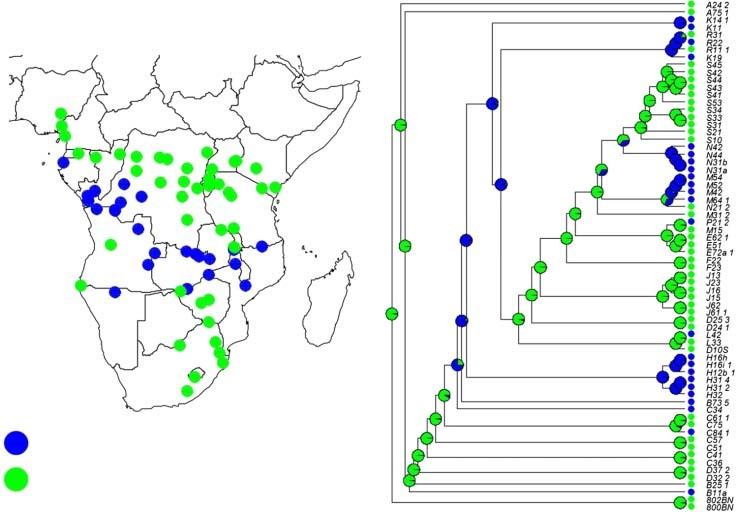 A24 2
A75 1
K14 1
K11
R31
R22
R11 1
K19
S45
S42
S44
S43
S41
S53
S34
S33
S31
S21
S10
N42
N44
N31b
N31a
M54
M52
M42
M64 1
N21 2
M31 2
P21 2
M15
E62 1
E51
E72a 1
F22
F23
J13
J23
J16
J15
J62
J61 1
D25 3
D24 1
L42
L33
D10S
H16h
H16i 1
H12b 1
H31 4
H31 2
H32
B73 5
C34
C61 1
C75
C84 1
C57
C51
C41
C36
D37 2
D32 2
B25 1
B11a
802BN
800BN